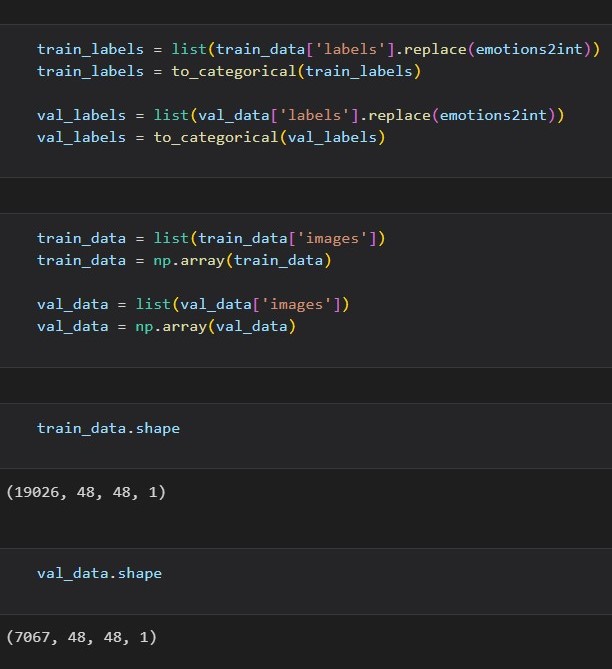 train_labels = list(train_data['labels'].replace(emotions2int))
train_labels = to_categorical(train_labels)
val_labels = list(val_data['labels'].replace(emotions2int))
val_labels = to_categorical(val_labels)
train_data = list(train_data['images'])
train_data = np.array(train_data)
val_data = list(val_data['images'])
val_data = np.array(val_data)
train_data.shape
(19026, 48, 48, 1)
val_data.shape
(7067, 48, 48, 1)